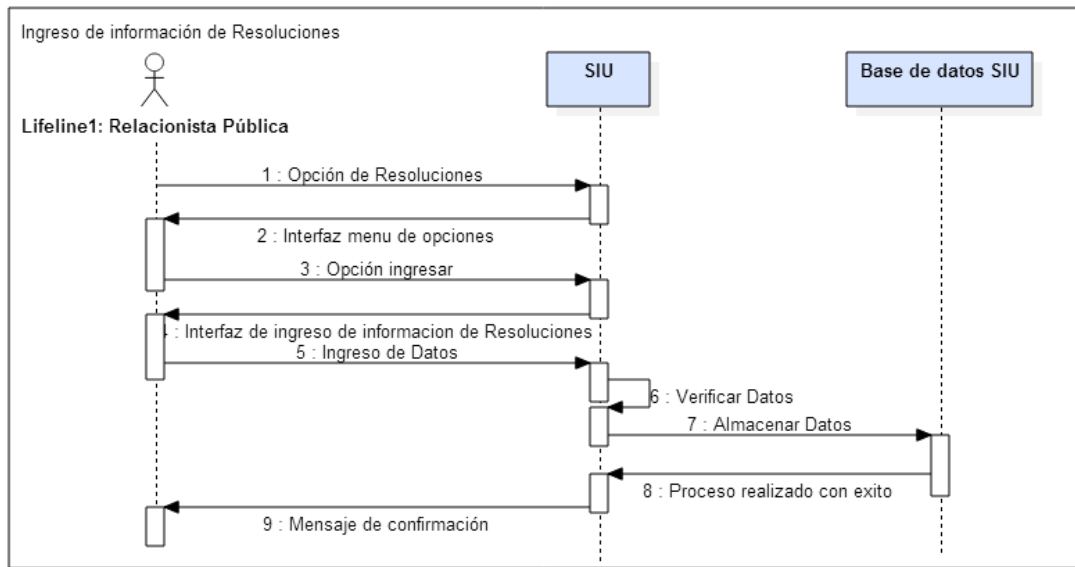 Ingreso de información de Resoluciones
SIU
Base de datos SIU
Lifeline1: Relacionista Pública
1 : Opción de Resoluciones
2 : Interfaz menu de opciones
3 : Opción ingresar
4 : Interfaz de ingreso de informacion de Resoluciones
5 : Ingreso de Datos
6 : Verificar Datos
7 : Almacenar Datos
8 : Proceso realizado con exito
9 : Mensaje de confirmación